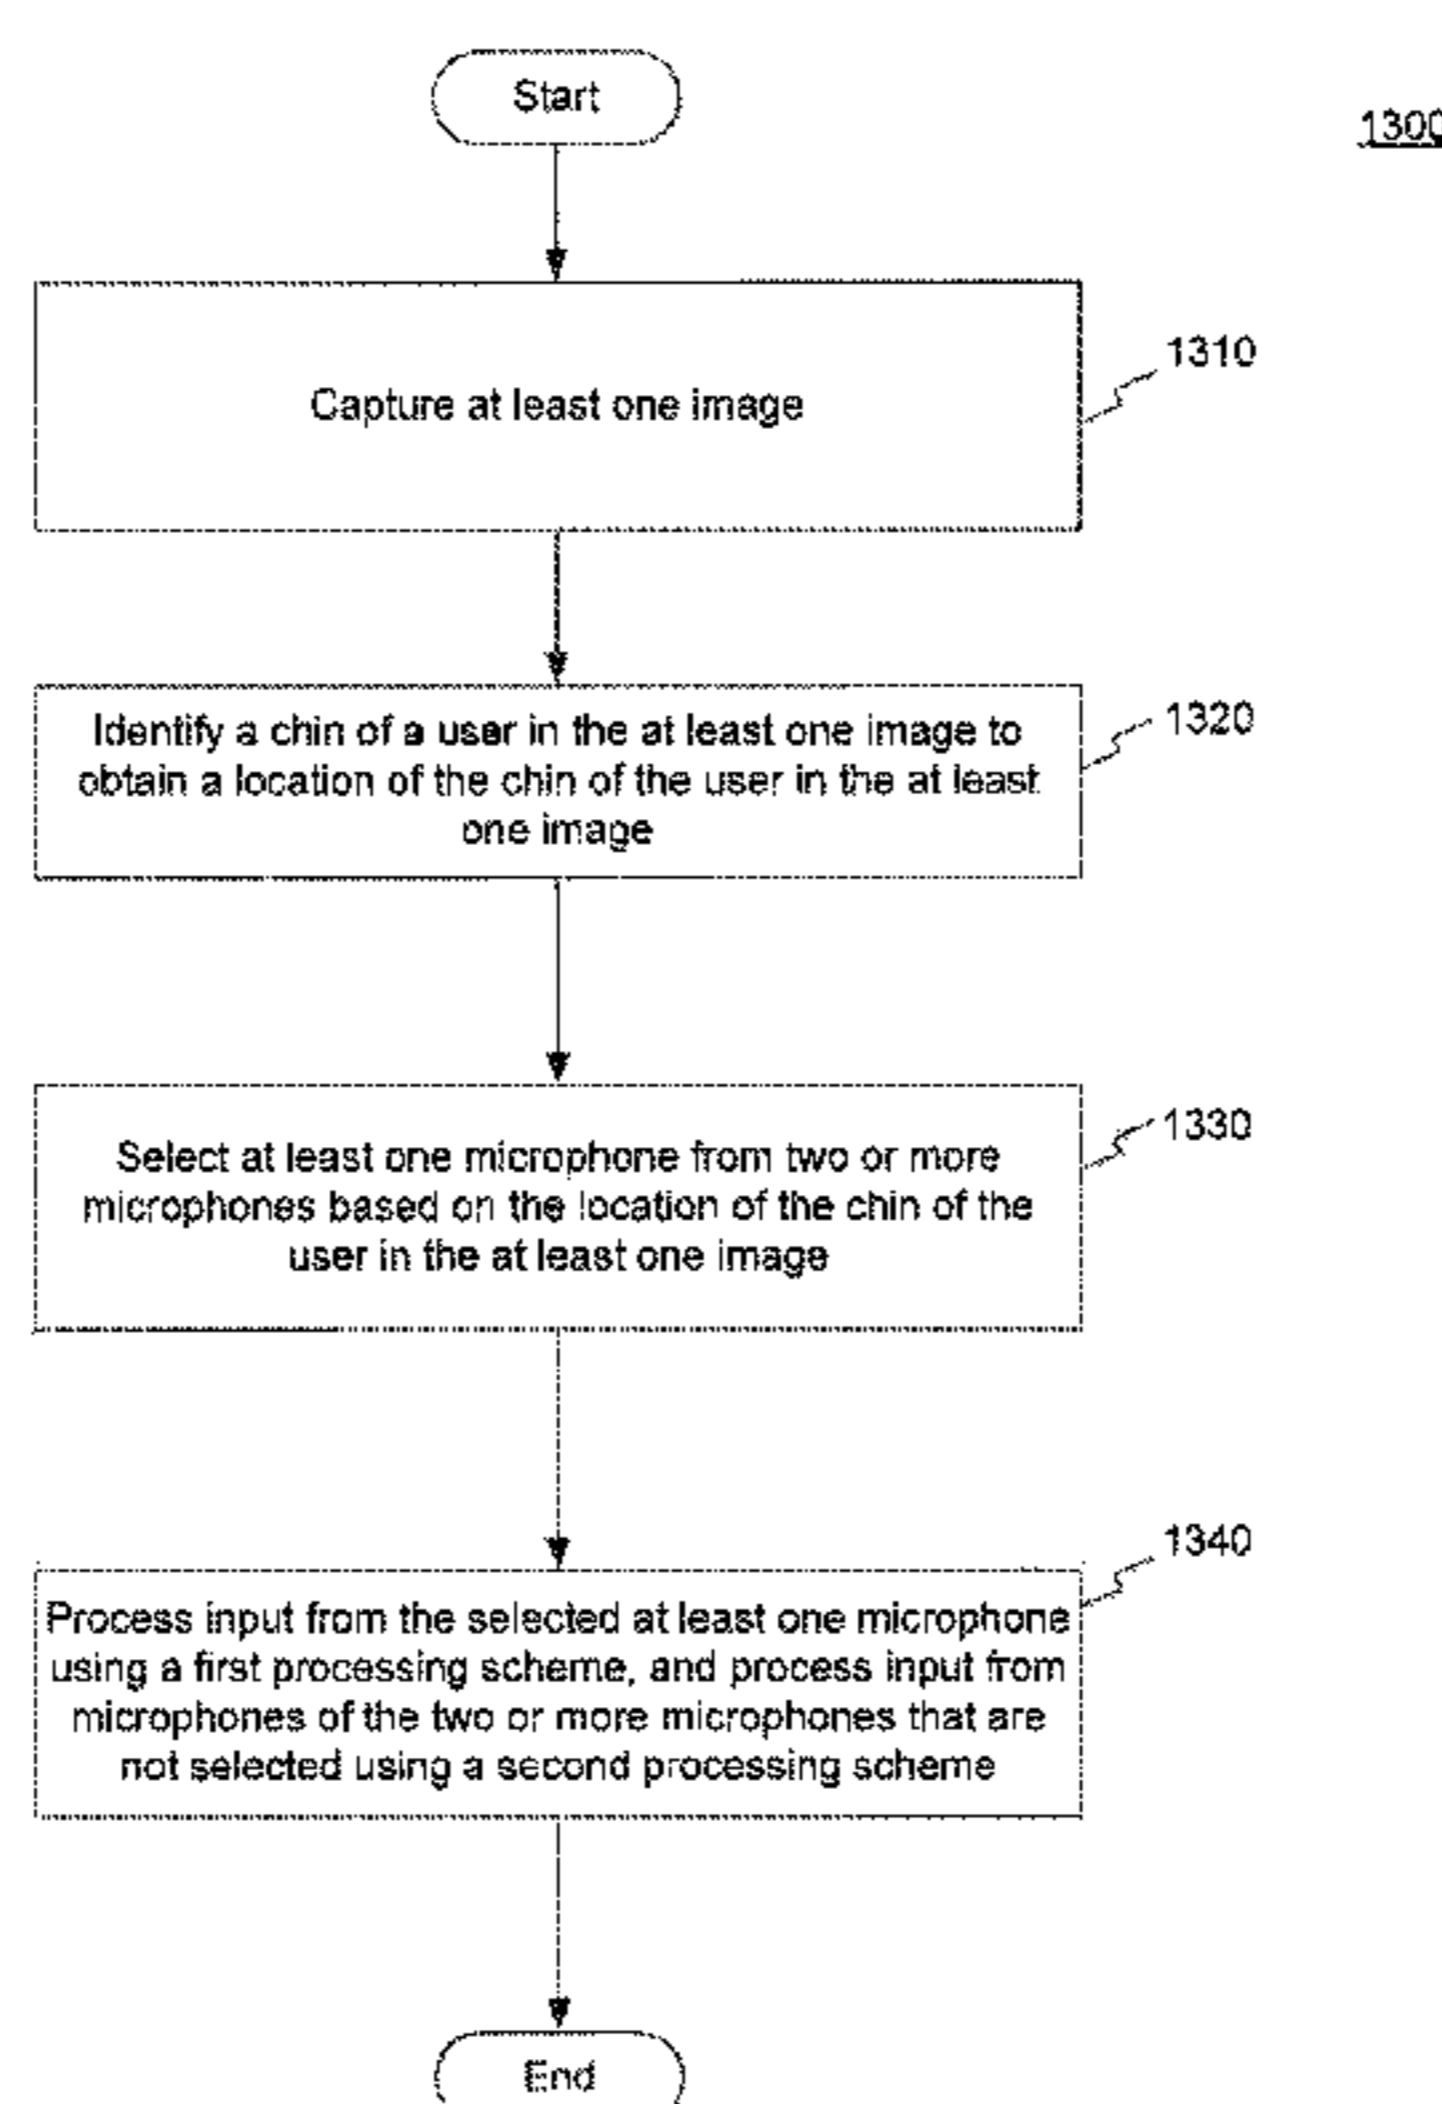 Start
1300
Capture at least one image
1310
Identify a chin of a user in the at least one image to
obtain a location of the chin of the user in the at least
one image
1320
Select at least one microphone from two or more
microphones based on the location of the chin of the
user in the at least one image
1330
Process input from the selected at least one microphone
using a first processing scheme, and process input from
microphones of the two or more microphones that are
not selected using a second processing scheme
1340
End